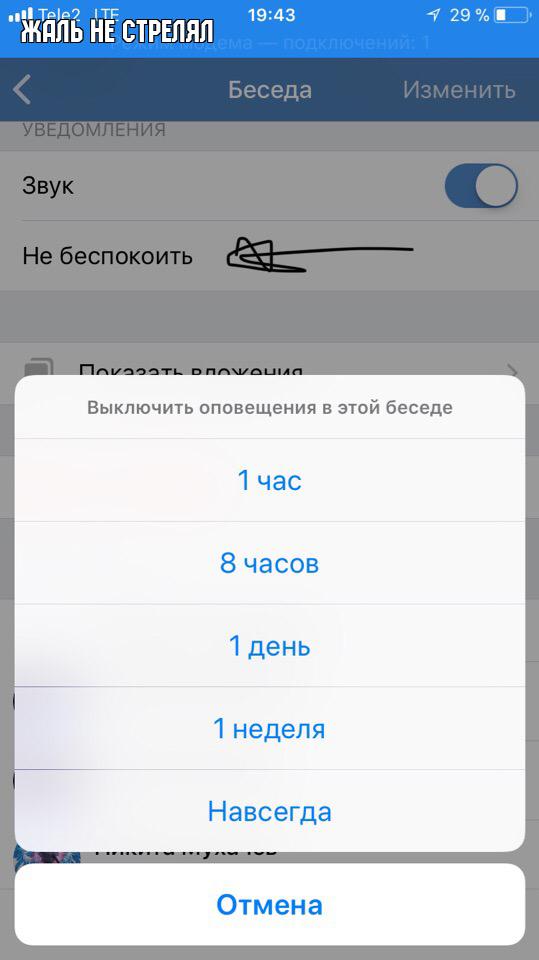 Tele2 LTE 19:43 29 %
ЖАЛЬ НЕ СТРЕЛЯЛ
Режим модема — подключений: 1
Беседа Изменить
УВЕДОМЛЕНИЯ
Звук
Не беспокоить
Показать вложения
Выключить оповещения в этой беседе
1 час
8 часов
1 день
1 неделя
Навсегда
Никита Мухачев
Отмена